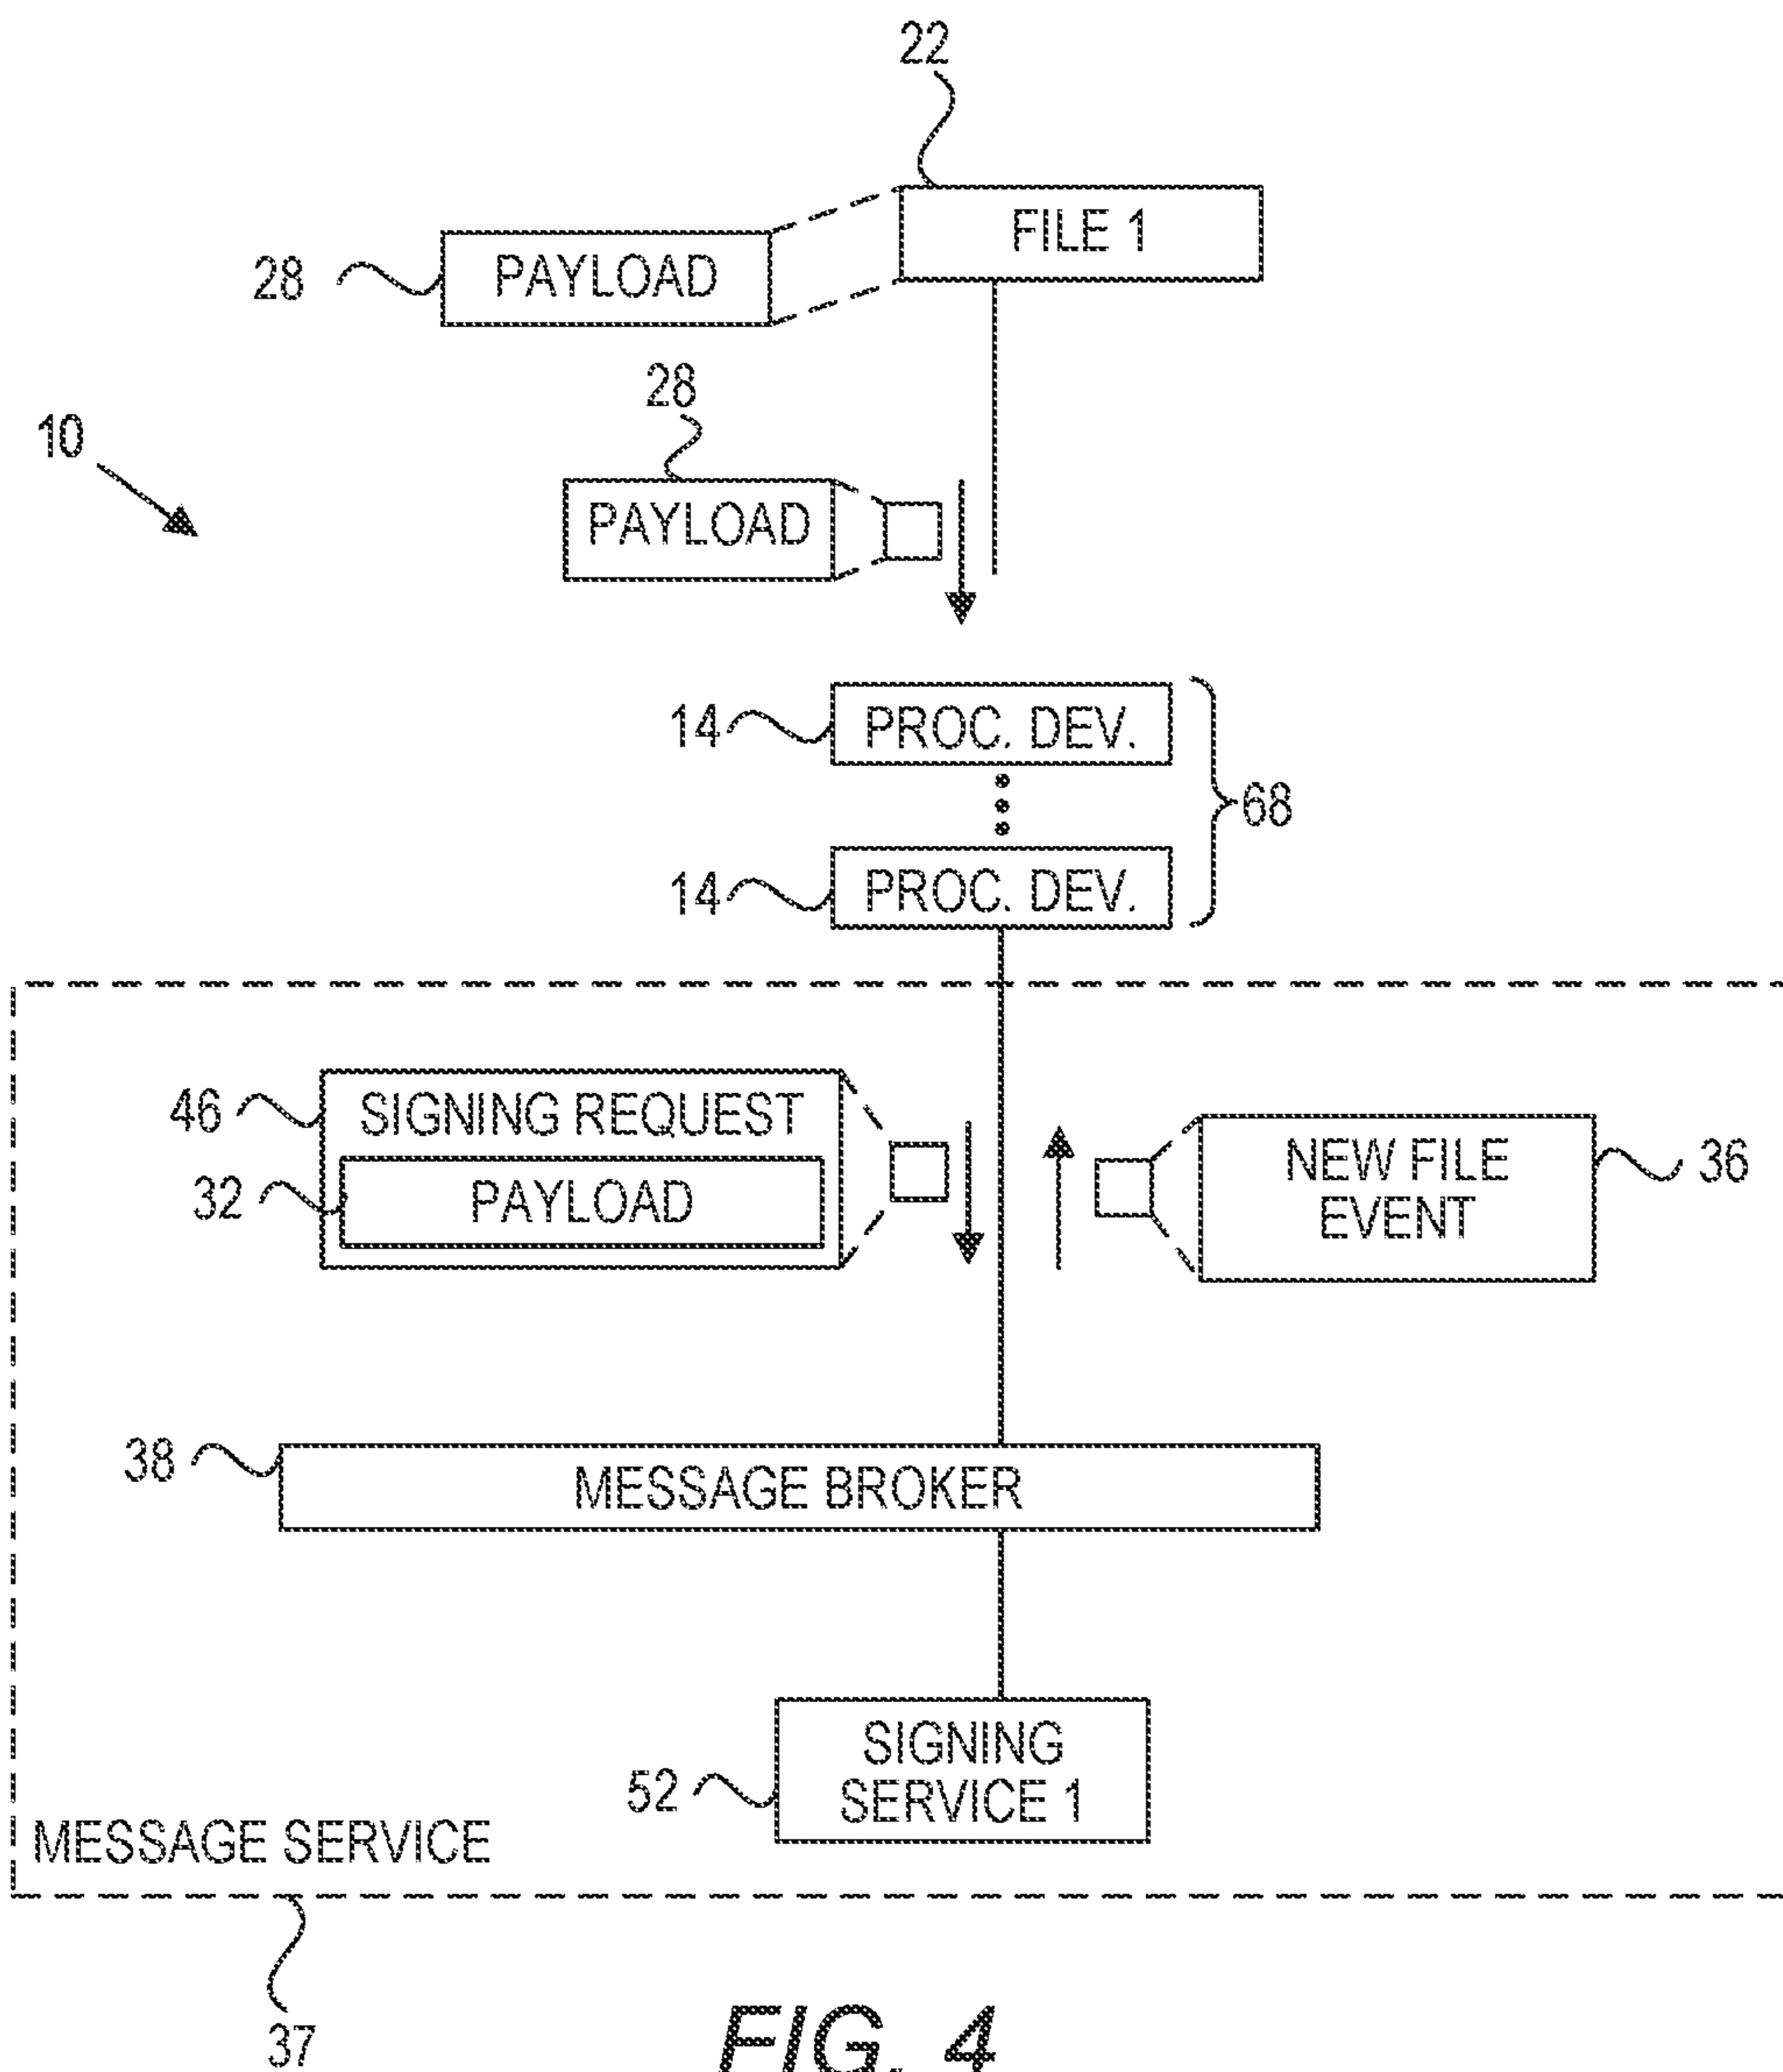 22
FILE 1
28 PAYLOAD
28
10
PAYLOAD
14 PROC. DEV.
68
14 PROC. DEV.
46 SIGNING REQUEST
32 PAYLOAD
NEW FILE
EVENT
36
38 MESSAGE BROKER
SIGNING
SERVICE 1
52
MESSAGE SERVICE
37
FIG. 4